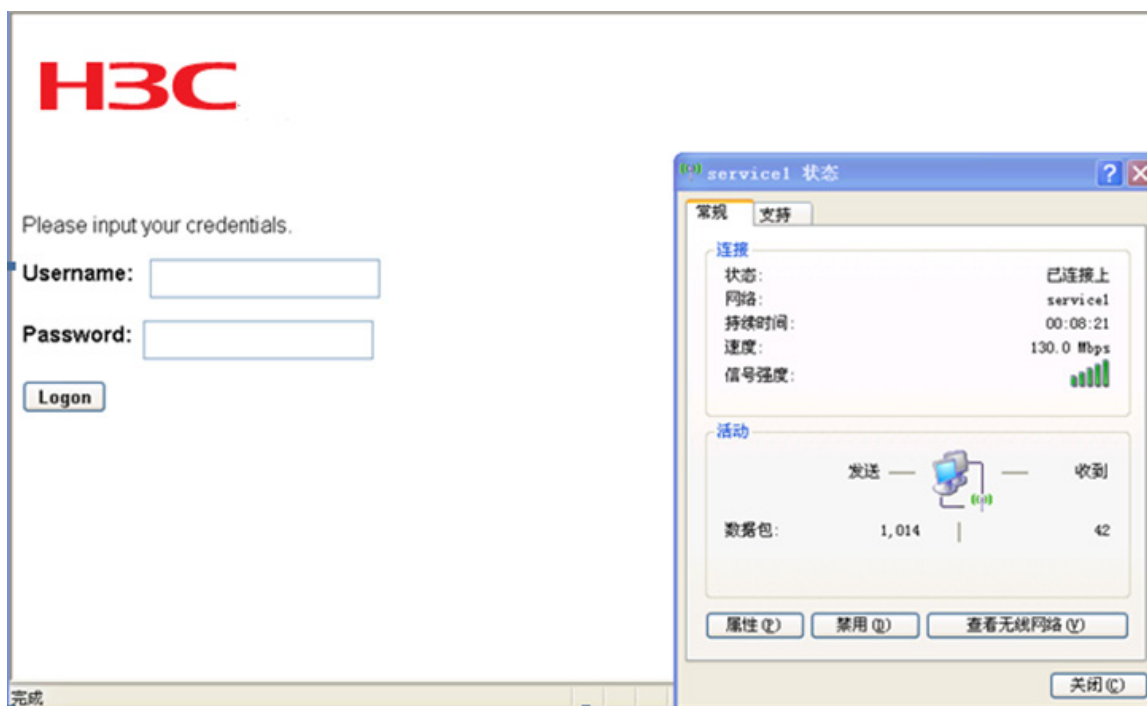 H3C
Please input your credentials.
Username:
Password:
Logon
完成
service1 状态
常规 支持
连接
状态: 已连接上
网络: service1
持续时间: 00:08:21
速度: 130.0 Mbps
信号强度:
活动
发送 收到
数据包: 1,014 42
属性(P) 禁用(D) 查看无线网络(V)
关闭(C)